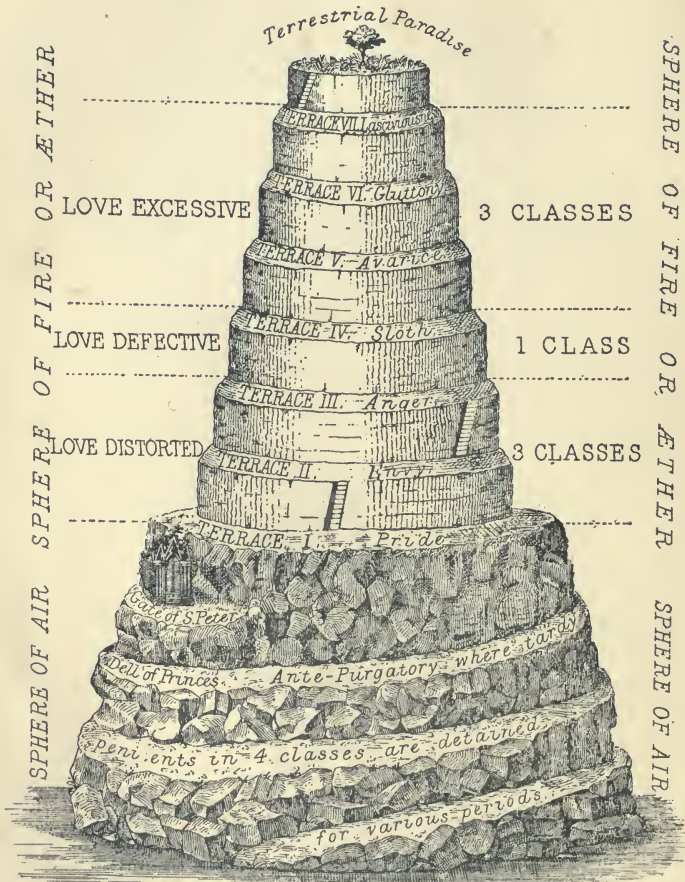 Terrestrial Paradise
SPHERE OF AIR SPHERE OF FIRE OR ÆTHER
SPHERE OF FIRE OR ÆTHER SPHERE OF AIR
TERRACE VII. Lascivious
LOVE EXCESSIVE
TERRACE VI. Gluttony
3 CLASSES
TERRACE V. Avarice
LOVE DEFECTIVE
TERRACE IV. Sloth
1 CLASS
TERRACE III. Anger
LOVE DISTORTED
TERRACE II. Envy
3 CLASSES
TERRACE I. Pride
Gate of S. Peter
Dell of Princes. Ante-Purgatory where tardy
Penitents in 4 classes are detained
for various periods.